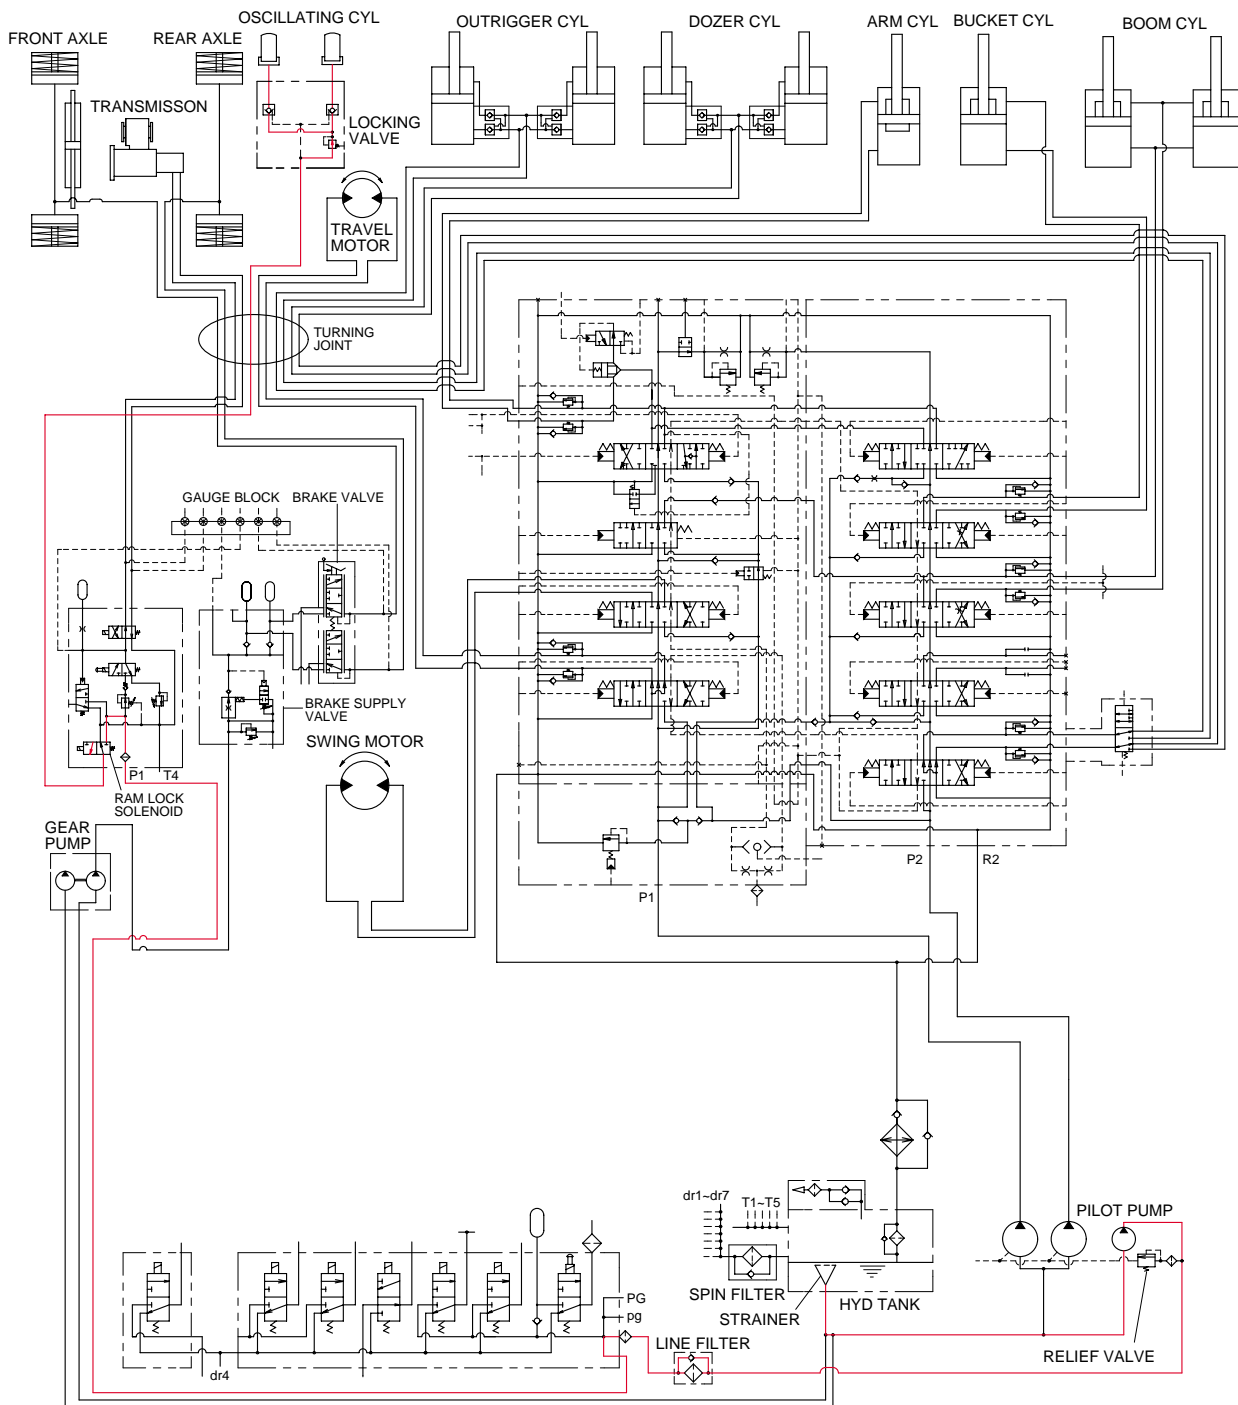 OSCILLATING CYL
OUTRIGGER CYL
DOZER CYL
ARM CYL
BUCKET CYL
BOOM CYL
FRONT AXLE
REAR AXLE
TRANSMISSON
LOCKING
VALVE
TRAVEL
MOTOR
TURNING
JOINT
GAUGE BLOCK
BRAKE VALVE
BRAKE SUPPLY
VALVE
SWING MOTOR
P1
T4
RAM LOCK
SOLENOID
GEAR
PUMP
P2
R2
P1
dr1~dr7
T1~T5
PILOT PUMP
SPIN FILTER
STRAINER
HYD TANK
PG
pg
LINE FILTER
RELIEF VALVE
dr4